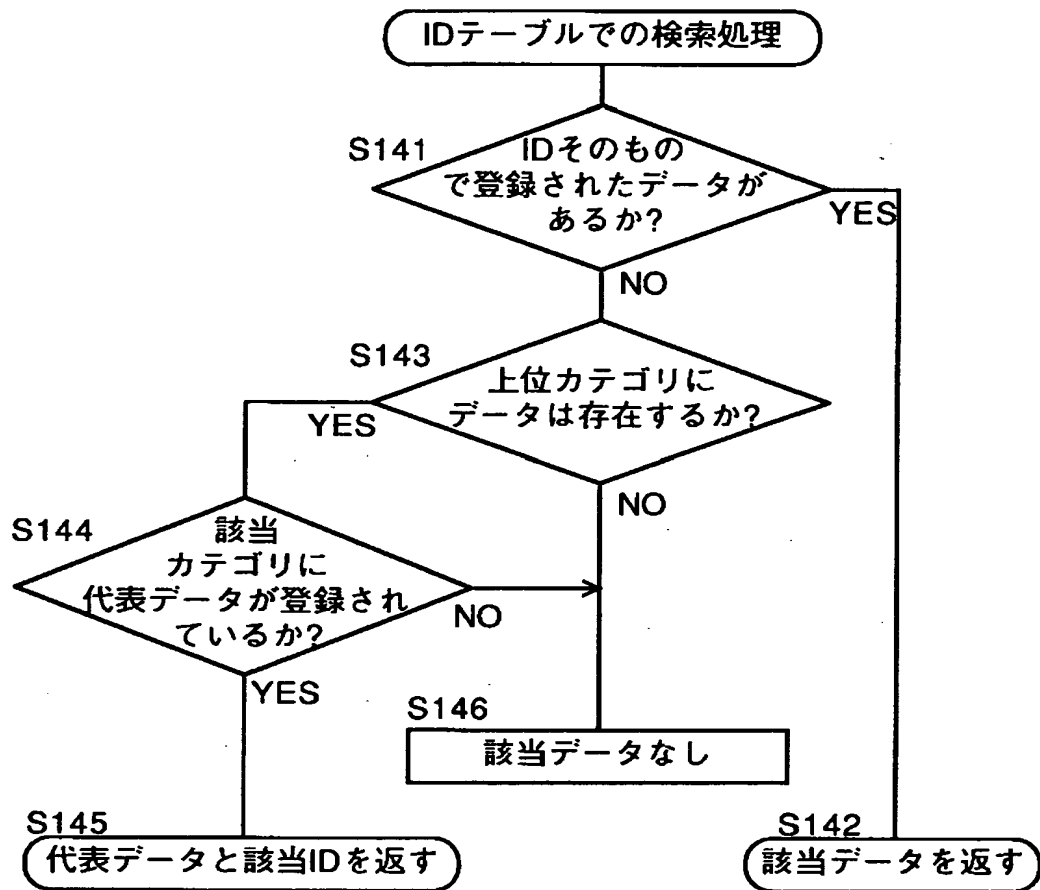 IDテーブルでの検索処理
S141
IDそのもの
で登録されたデータが
あるか?
YES
NO
S143
上位カテゴリに
データは存在するか?
YES
NO
S144
該当
カテゴリに
代表データが登録され
ているか?
NO
YES
S146
該当データなし
S145
代表データと該当IDを返す
S142
該当データを返す